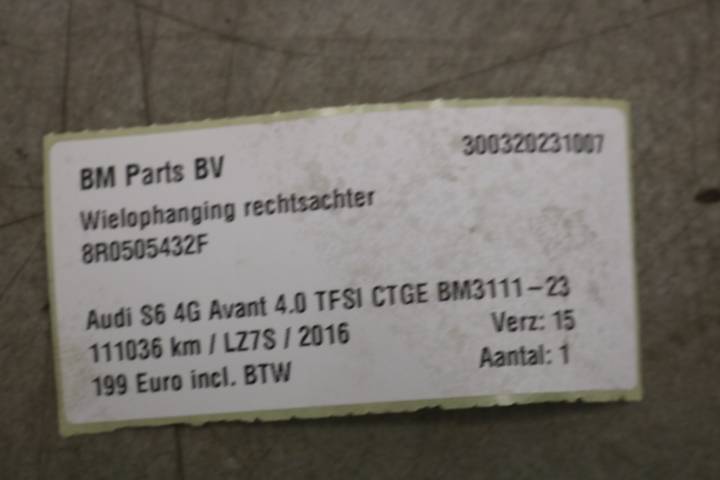 BM Parts BV 300320231007
Wielophanging rechtsachter
8R0505432F
Audi S6 4G Avant 4.0 TFSI CTGE BM3111-23
111036 km / LZ7S / 2016 Verz: 15
199 Euro incl. BTW Aantal: 1